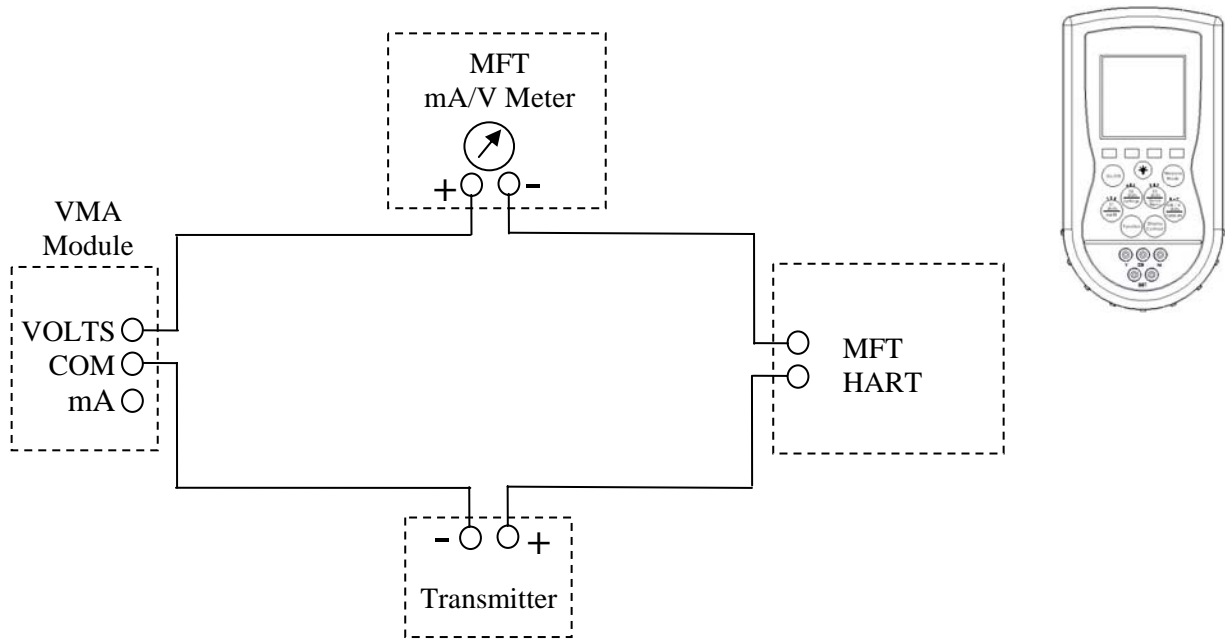 MFT
mA/V Meter
+ -
VMA
Module
VOLTS
COM
mA
MFT
HART
- +
Transmitter